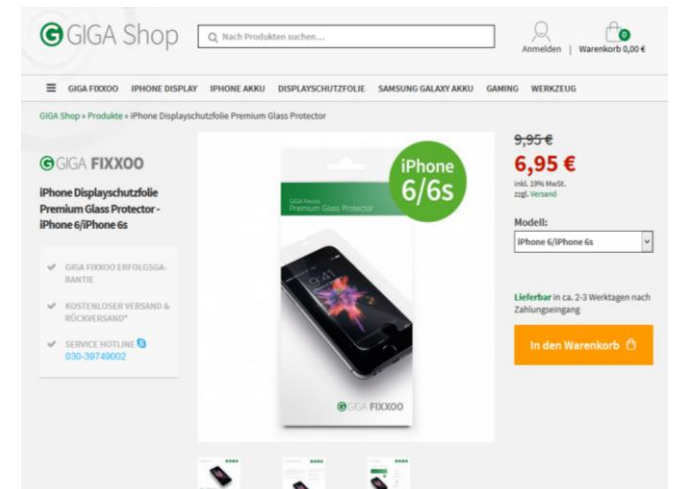 GIGA Shop
Nach Produkten suchen...
Anmelden | Warenkorb 0,00 €
0
GIGA FIXXOO IPHONE DISPLAY IPHONE AKKU DISPLAYSCHUTZFOLIE SAMSUNG GALAXY AKKU GAMING WERKZEUG
GIGA Shop » Produkte » iPhone Displayschutzfolie Premium Glass Protector
GIGA FIXXOO
iPhone Displayschutzfolie
Premium Glass Protector -
iPhone 6/iPhone 6s
GIGA FIXXOO ERFOLGSGA-
RANTIE
KOSTENLOSER VERSAND &
RÜCKVERSAND*
SERVICE HOTLINE
030-39749002
iPhone
6/6s
GIGA Fixxoo
Premium Glass Protector
9:41
GIGA FIXXOO
9,95 €
6,95 €
inkl. 19% MwSt.
zzgl. Versand
Modell:
iPhone 6/iPhone 6s
Lieferbar in ca. 2-3 Werktagen nach
Zahlungseingang
In den Warenkorb